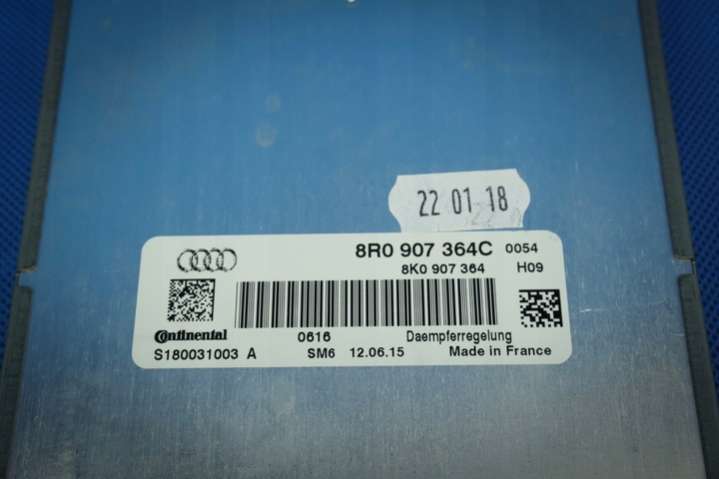 22 01 18
8R0 907 364C 0054
8K0 907 364 H09
Continental 0616 Daempferregelung
S180031003 A SM6 12.06.15 Made in France